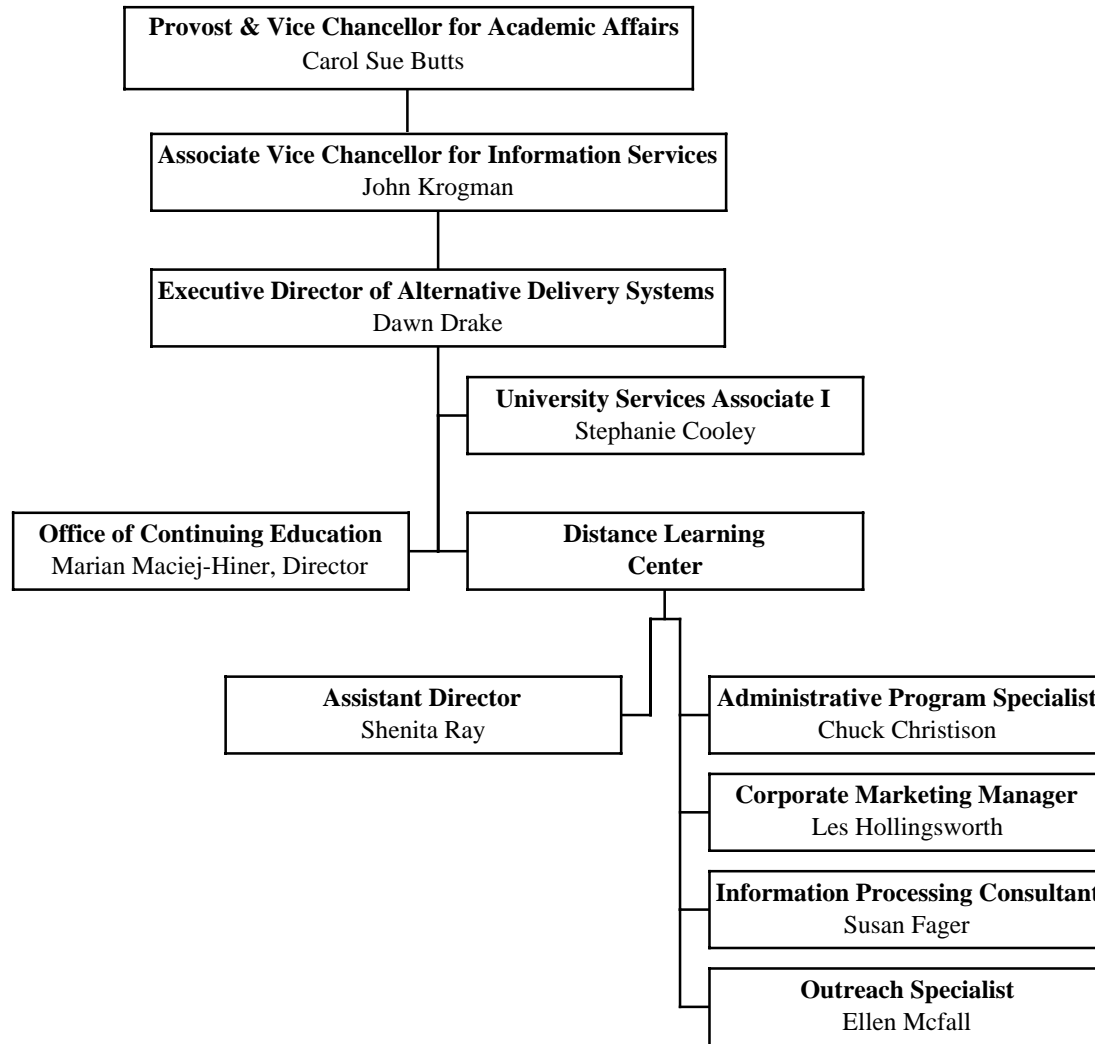 Provost & Vice Chancellor for Academic Affairs
Carol Sue Butts
Associate Vice Chancellor for Information Services
John Krogman
Executive Director of Alternative Delivery Systems
Dawn Drake
University Services Associate I
Stephanie Cooley
Office of Continuing Education
Marian Maciej-Hiner, Director
Distance Learning
Center
Assistant Director
Shenita Ray
Administrative Program Specialist
Chuck Christison
Corporate Marketing Manager
Les Hollingsworth
Information Processing Consultant
Susan Fager
Outreach Specialist
Ellen Mcfall